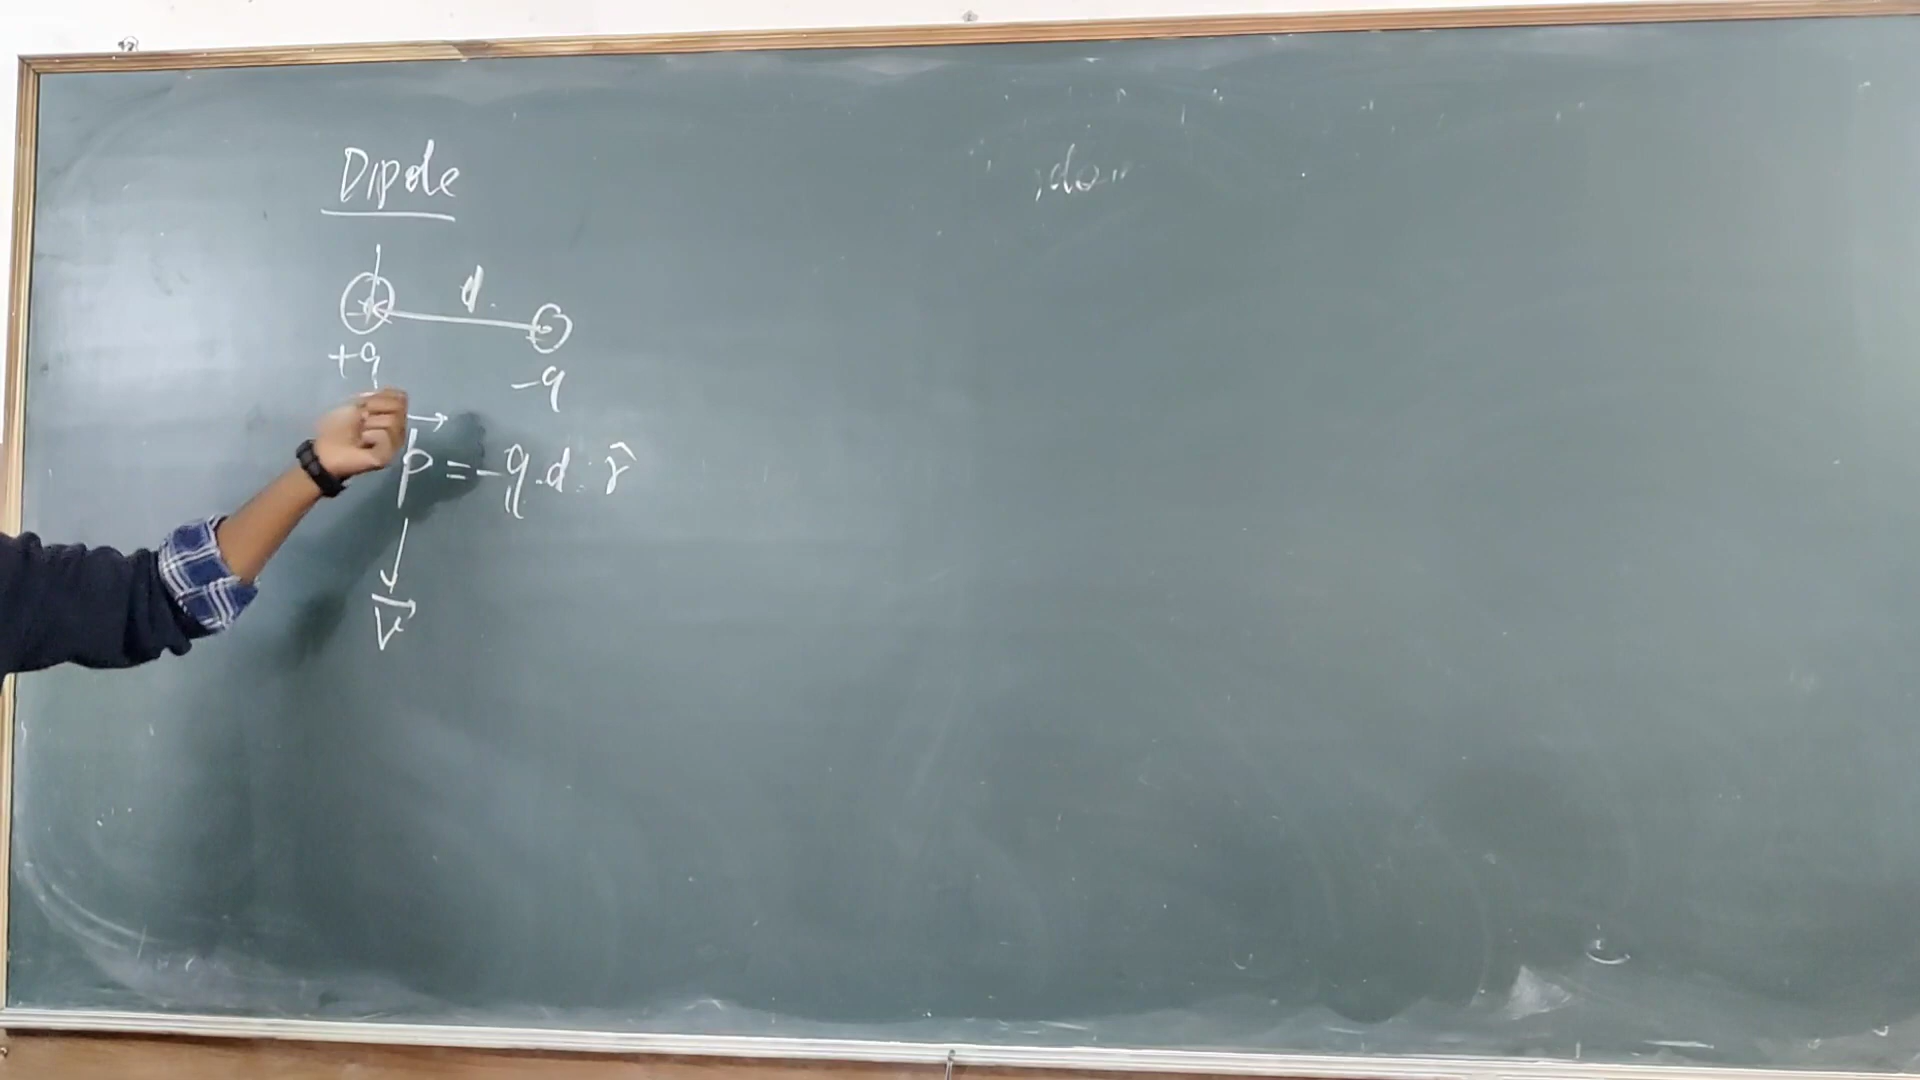 Dipole
d
+q
-q
p = -q.d. r̂
V